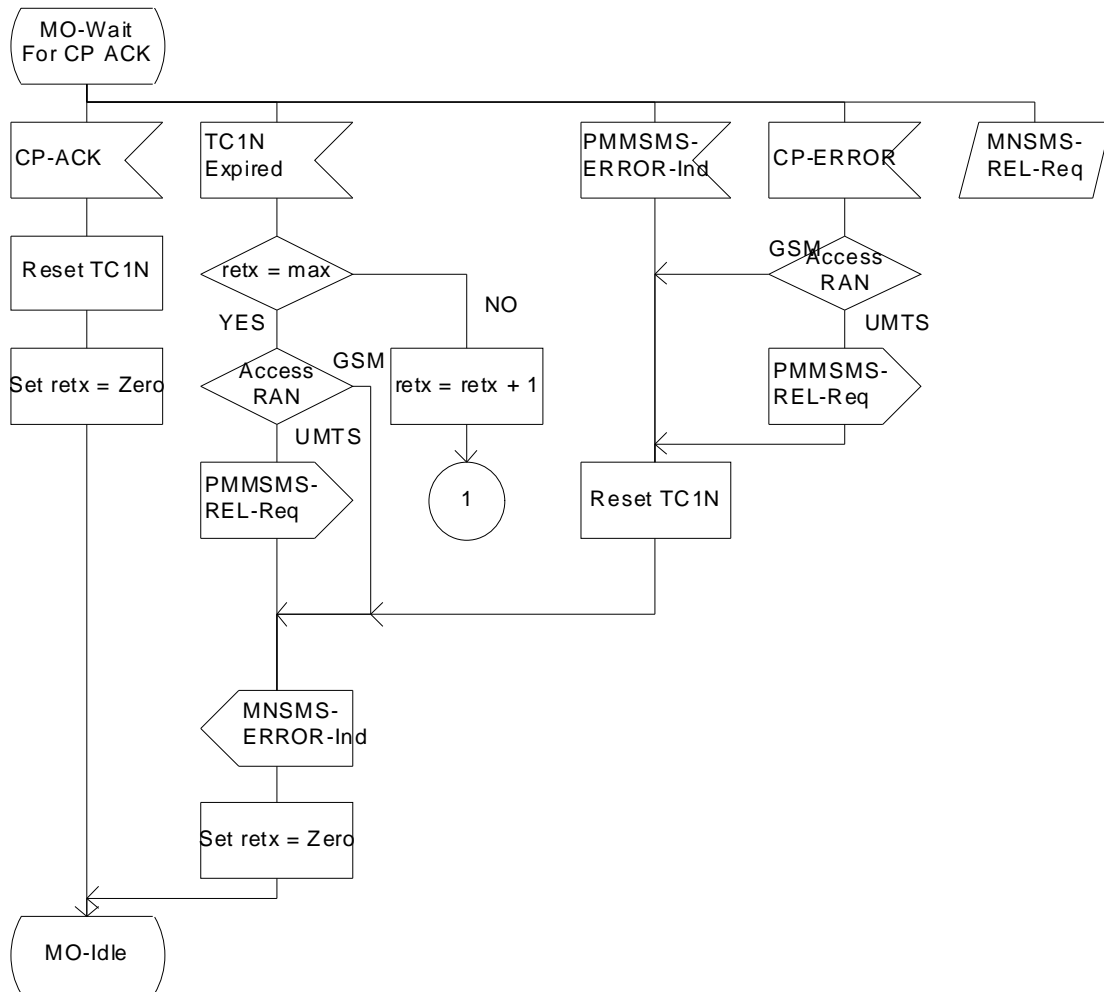 MO-Wait
For CP ACK
CP-ACK
TC1N
Expired
PMMSMS-
ERROR-Ind
CP-ERROR
MNSMS-
REL-Req
Reset TC1N
retx = max
GSM
Access
RAN
NO
YES
UMTS
Set retx = Zero
Access
RAN
GSM
retx = retx + 1
PMMSMS-
REL-Req
UMTS
PMMSMS-
REL-Req
1
Reset TC1N
MNSMS-
ERROR-Ind
Set retx = Zero
MO-Idle